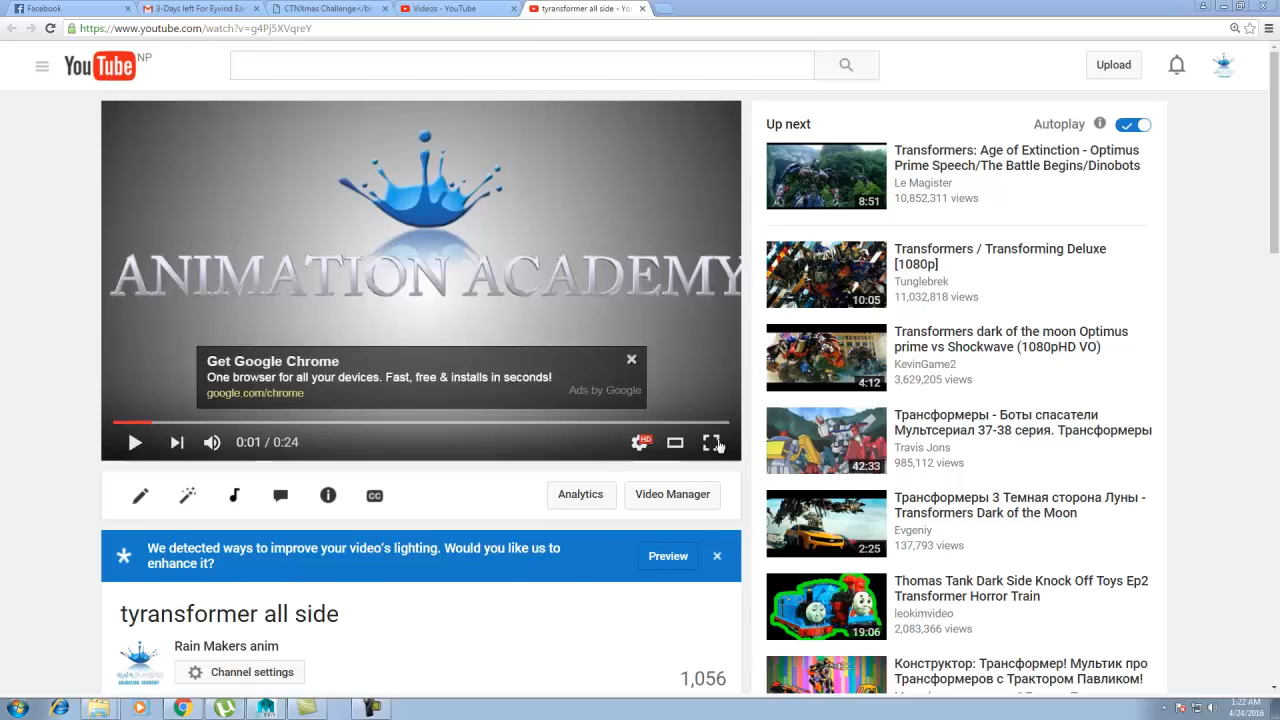 Facebook
3-Days left For Eyvind Ea
CTNXmas Challenge</br
Videos - YouTube
tyransformer all side - Yo
https://www.youtube.com/watch?v=g4Pj5XVqreY
YouTube NP
Upload
ANIMATION ACADEMY
Get Google Chrome
One browser for all your devices. Fast, free & installs in seconds!
google.com/chrome
Ads by Google
0:01 / 0:24
HD
CC
Analytics
Video Manager
We detected ways to improve your video's lighting. Would you like us to
enhance it?
Preview
tyransformer all side
Rain Makers anim
Channel settings
1,056
Up next
Autoplay
Transformers: Age of Extinction - Optimus
Prime Speech/The Battle Begins/Dinobots
Le Magister
10,852,311 views
8:51
Transformers / Transforming Deluxe
[1080p]
Tunglebrek
11,032,818 views
10:05
Transformers dark of the moon Optimus
prime vs Shockwave (1080pHD VO)
KevinGame2
3,629,205 views
4:12
Трансформеры - Боты спасатели
Мультсериал 37-38 серия. Трансформеры
Travis Jons
985,112 views
42:33
Трансформеры 3 Темная сторона Луны -
Transformers Dark of the Moon
Evgeniy
137,793 views
2:25
Thomas Tank Dark Side Knock Off Toys Ep2
Transformer Horror Train
leokimvideo
2,083,366 views
19:06
Конструктор: Трансформер! Мультик про
Трансформеров с Трактором Павликом!
1:22 AM
4/24/2016